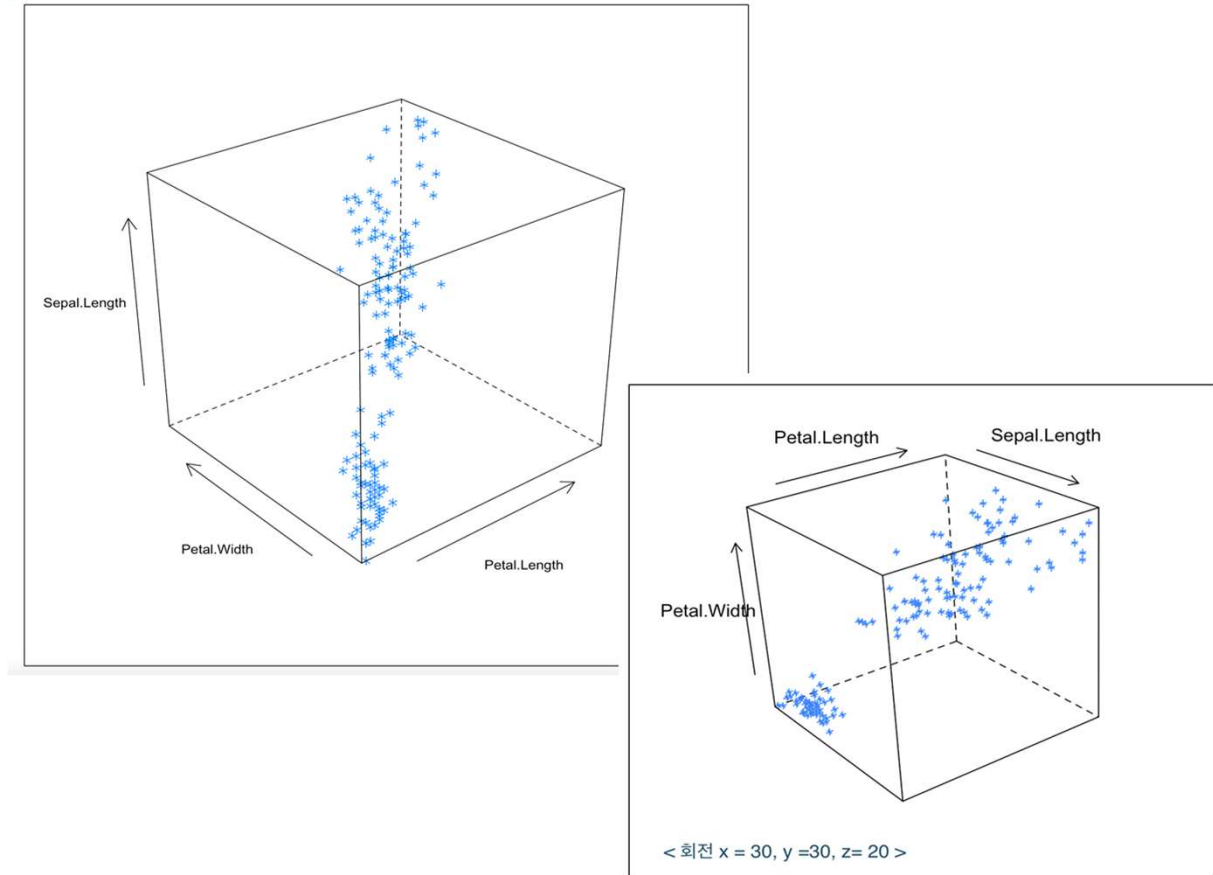 Sepal.Length
Petal.Width
Petal.Length
Petal.Length
Sepal.Length
Petal.Width
< 회전 x = 30, y =30, z= 20 >